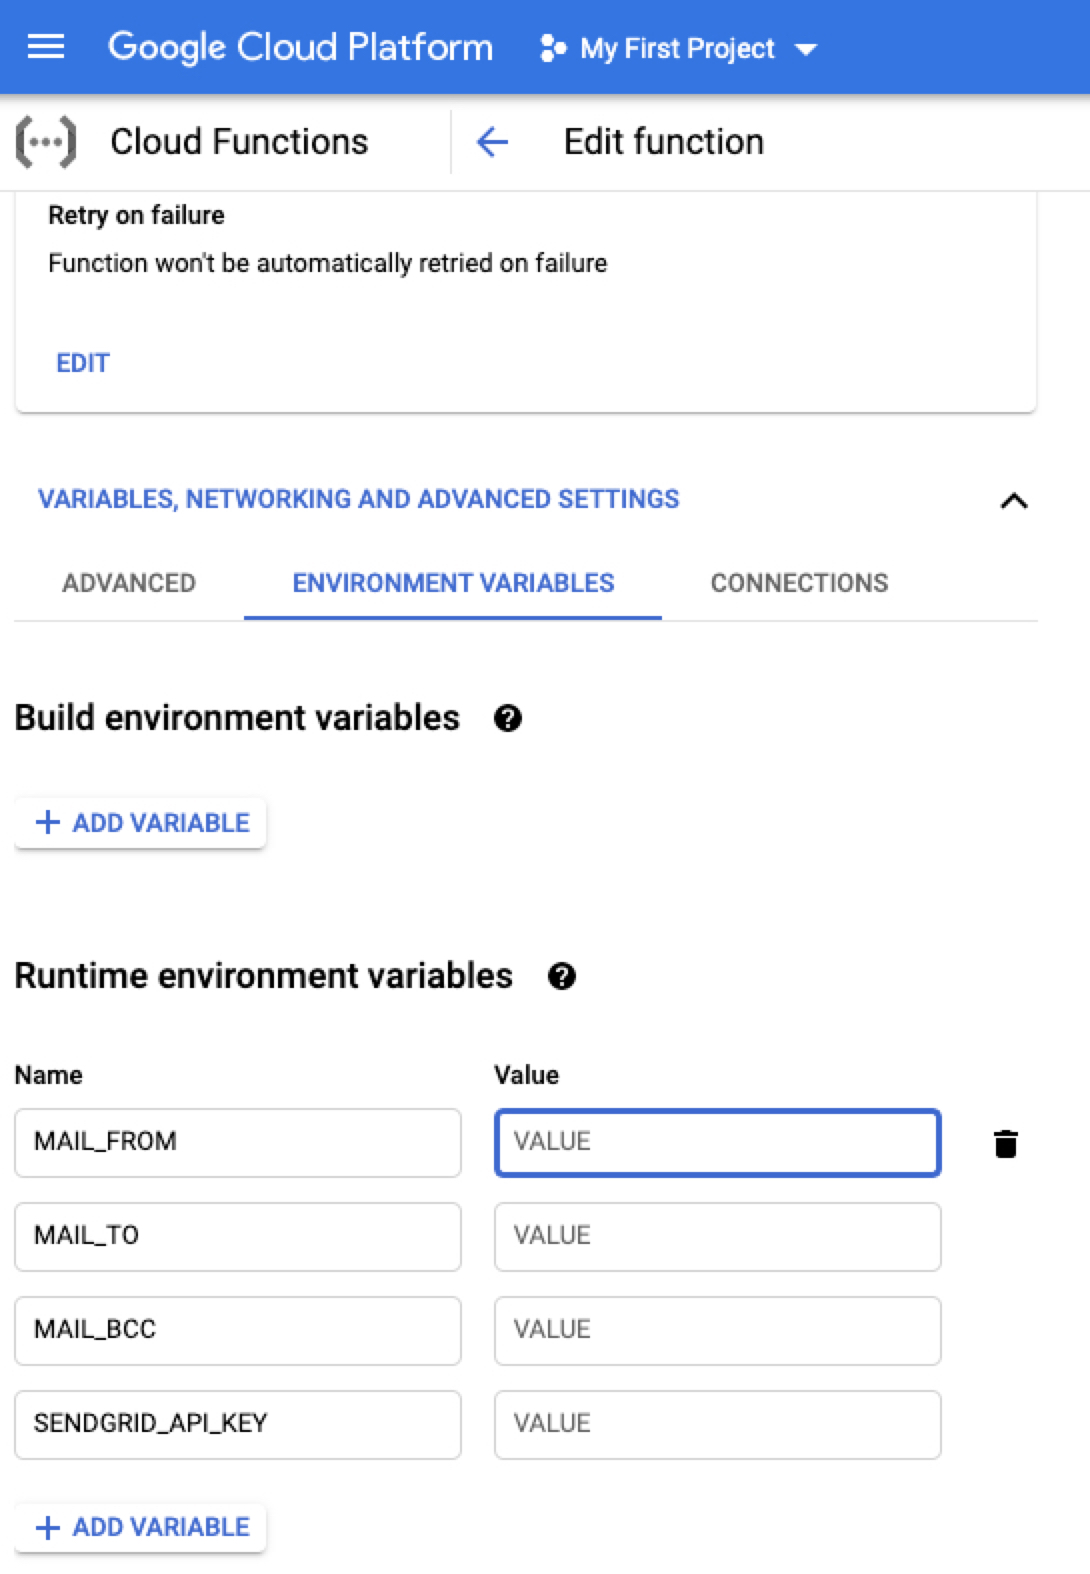 Google Cloud Platform My First Project
Cloud Functions Edit function
Retry on failure
Function won't be automatically retried on failure
EDIT
VARIABLES, NETWORKING AND ADVANCED SETTINGS
ADVANCED ENVIRONMENT VARIABLES CONNECTIONS
Build environment variables
ADD VARIABLE
Runtime environment variables
Name Value
MAIL_FROM VALUE
MAIL_TO VALUE
MAIL_BCC VALUE
SENDGRID_API_KEY VALUE
ADD VARIABLE